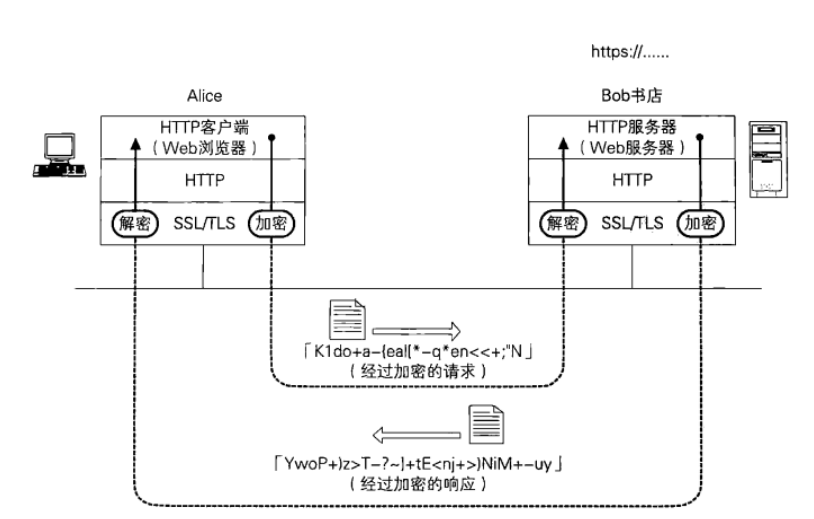 https://......
Alice
Bob书店
HTTP客户端
(Web浏览器)
HTTP
解密 SSL/TLS 加密
HTTP服务器
(Web服务器)
HTTP
解密 SSL/TLS 加密
「K1do+a-{eal[*-q*en<<+;"N」
(经过加密的请求)
「YwoP+)z>T-?~}+tE<nj+>}NiM+-uy」
(经过加密的响应)